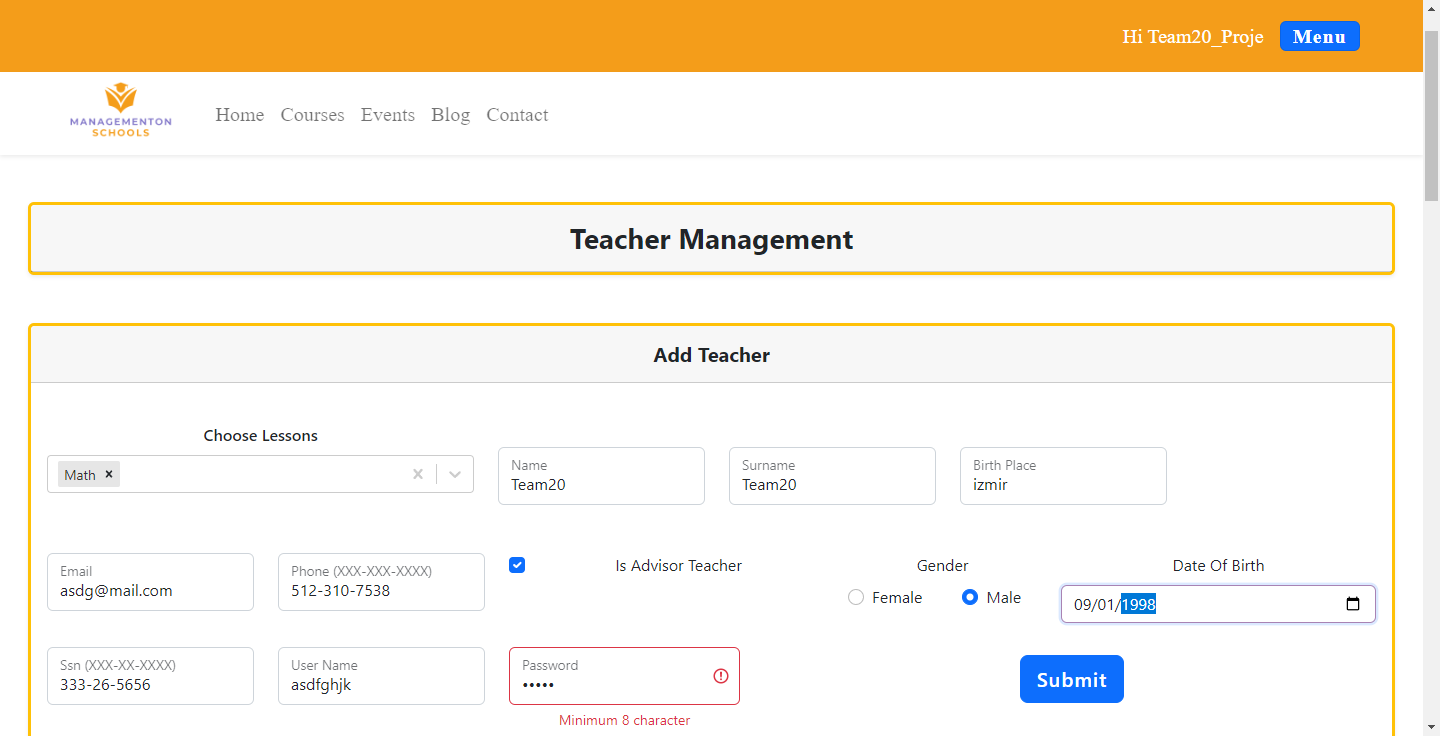 Hi Team20_Proje Menu
MANAGEMENTON
SCHOOLS
Home Courses Events Blog Contact
Teacher Management
Add Teacher
Choose Lessons
Math
Name
Team20
Surname
Team20
Birth Place
izmir
Email
asdg@mail.com
Phone (XXX-XXX-XXXX)
512-310-7538
Is Advisor Teacher
Gender
Female Male
Date Of Birth
09/01/1998
Ssn (XXX-XX-XXXX)
333-26-5656
User Name
asdfghjk
Password
•••••
Minimum 8 character
Submit